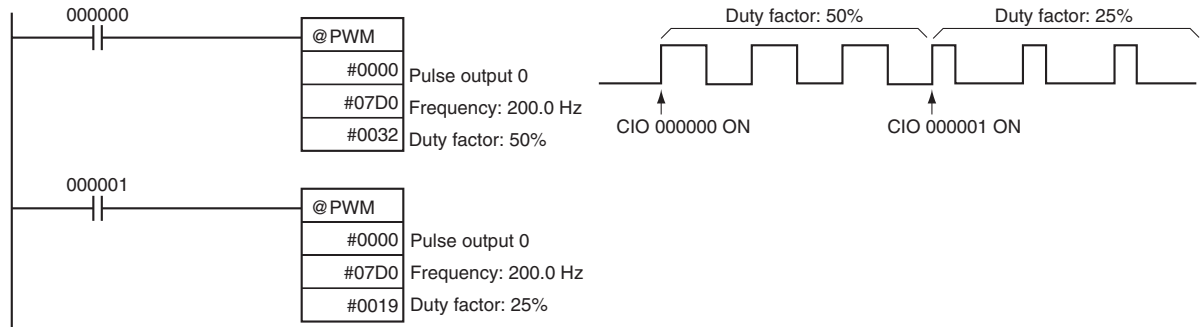 000000
@PWM
#0000 Pulse output 0
#07D0 Frequency: 200.0 Hz
#0032 Duty factor: 50%
Duty factor: 50% Duty factor: 25%
CIO 000000 ON CIO 000001 ON
000001
@PWM
#0000 Pulse output 0
#07D0 Frequency: 200.0 Hz
#0019 Duty factor: 25%